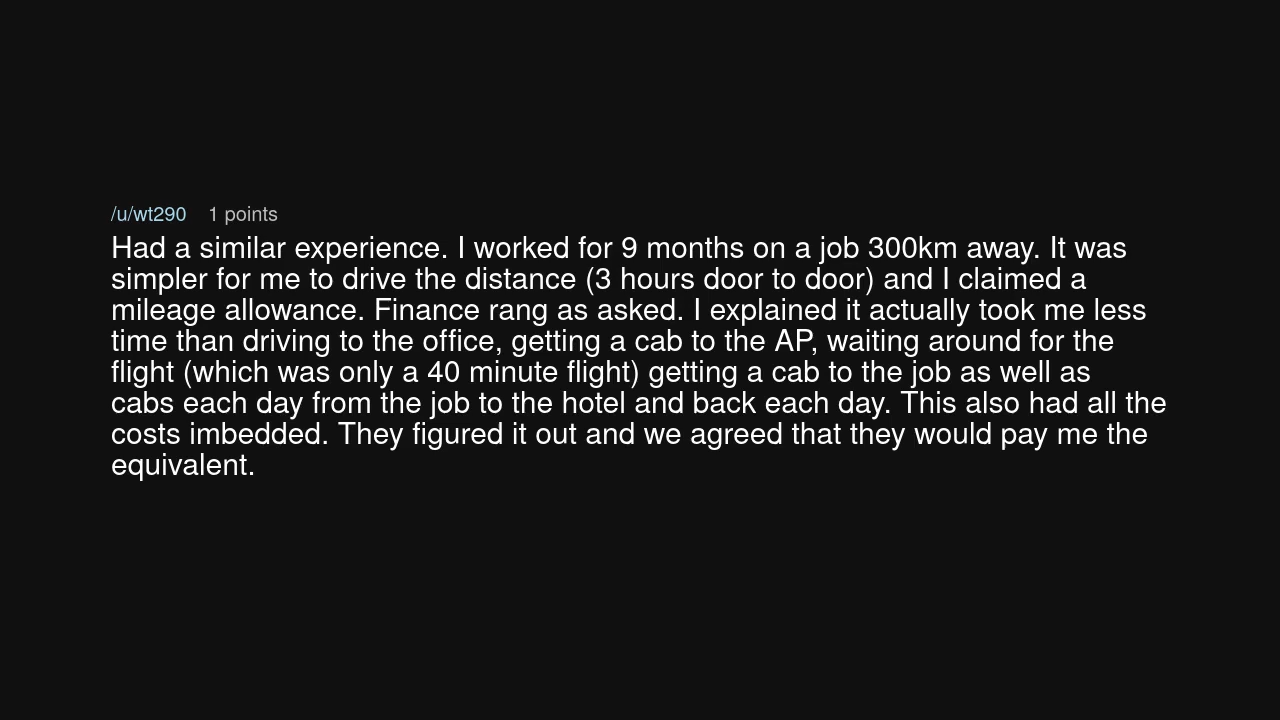 /u/wt290 1 points
Had a similar experience. I worked for 9 months on a job 300km away. It was
simpler for me to drive the distance (3 hours door to door) and I claimed a
mileage allowance. Finance rang as asked. I explained it actually took me less
time than driving to the office, getting a cab to the AP, waiting around for the
flight (which was only a 40 minute flight) getting a cab to the job as well as
cabs each day from the job to the hotel and back each day. This also had all the
costs imbedded. They figured it out and we agreed that they would pay me the
equivalent.